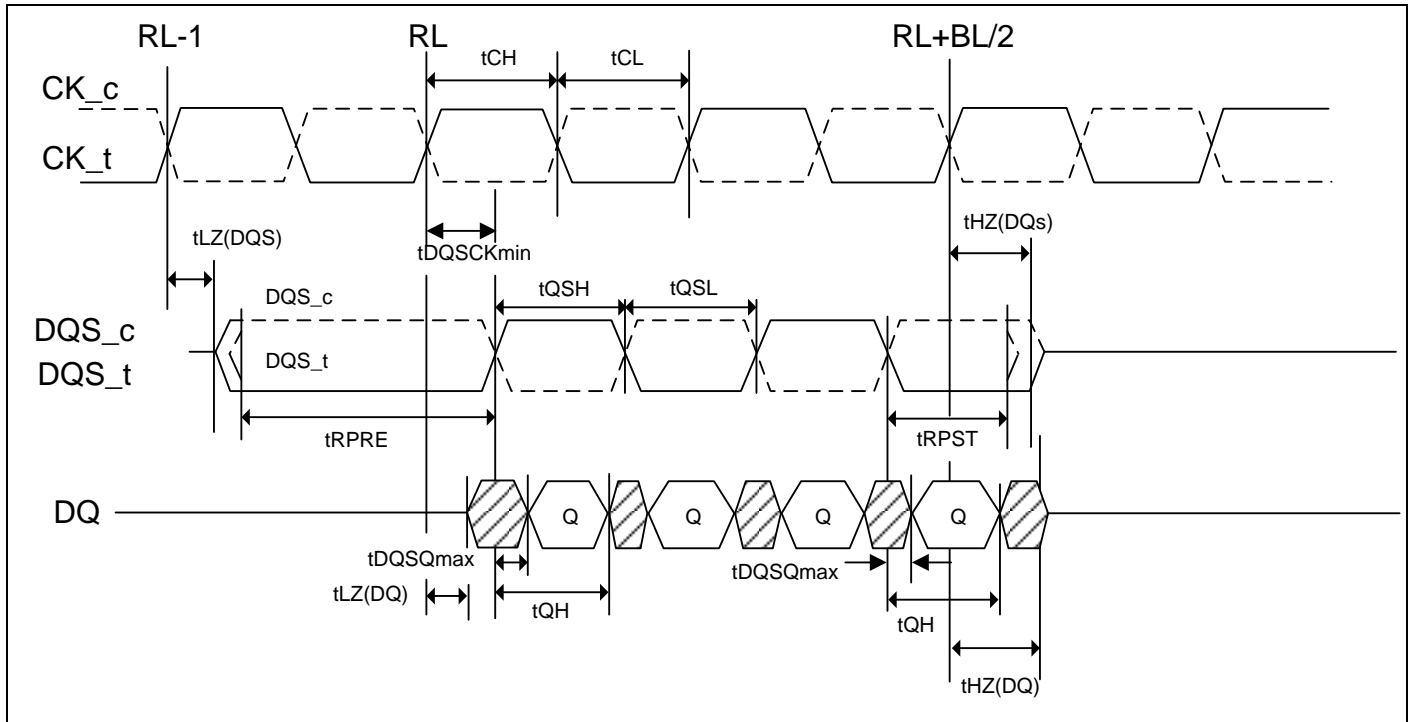 RL-1 RL RL+BL/2
tCH tCL
CK_c
CK_t
tLZ(DQS) tDQSCKmin tHZ(DQs)
DQS_c tQSH tQSL
DQS_c
DQS_t
DQS_t
tRPRE tRPST
DQ Q Q Q Q
tDQSQmax tDQSQmax
tLZ(DQ) tQH tQH
tHZ(DQ)